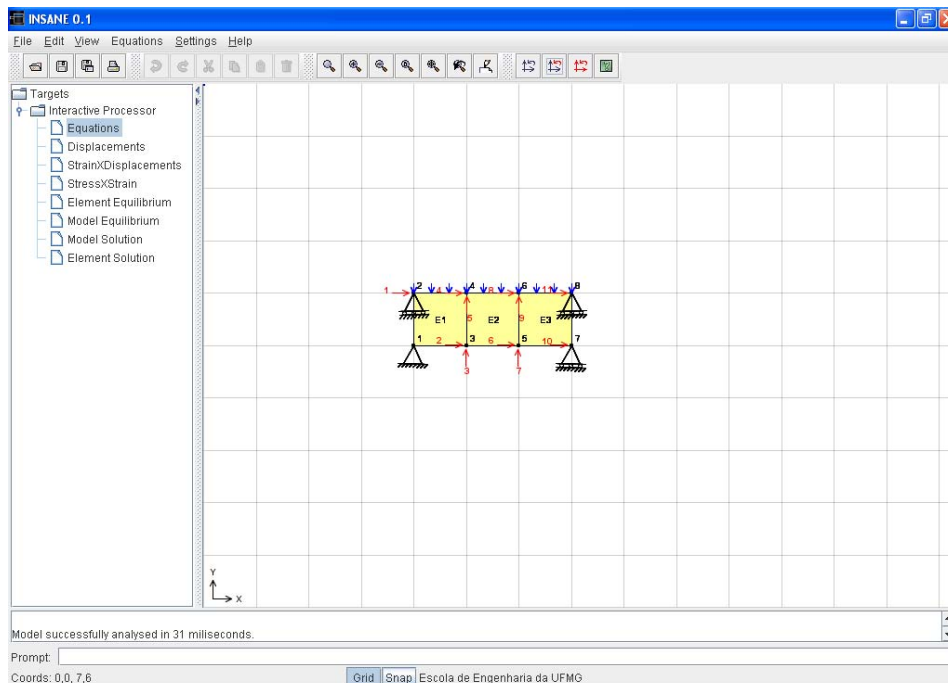 INSANE 0.1
File Edit View Equations Settings Help
Targets
Interactive Processor
Equations
Displacements
StrainXDisplacements
StressXStrain
Element Equilibrium
Model Equilibrium
Model Solution
Element Solution
1 2 4 4 8 6 11 8
E1 5 E2 9 E3
1 2 3 6 5 10 7
3 7
Y
X
Model successfully analysed in 31 miliseconds.
Prompt:
Coords: 0,0, 7,6 Grid Snap Escola de Engenharia da UFMG